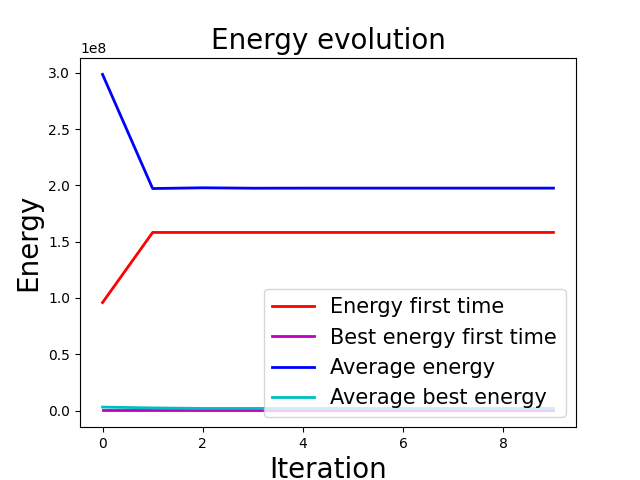 Energy evolution
1e8
3.0
2.5
2.0
1.5
1.0
0.5
0.0
Energy
Energy first time
Best energy first time
Average energy
Average best energy
0 2 4 6 8
Iteration